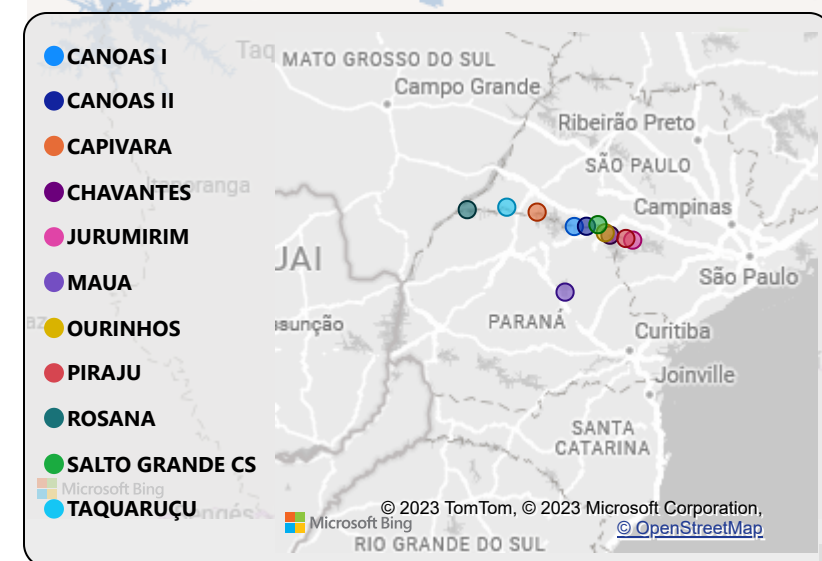 CANOAS I
CANOAS II
CAPIVARA
CHAVANTES
JURUMIRIM
MAUA
OURINHOS
PIRAJU
ROSANA
SALTO GRANDE CS
TAQUARUÇU
Taq
Microsoft Bing
MATO GROSSO DO SUL
Campo Grande
Ribeirão Preto
SÃO PAULO
Campinas
São Paulo
PARANÁ
Curitiba
Joinville
SANTA
CATARINA
RIO GRANDE DO SUL
© 2023 TomTom, © 2023 Microsoft Corporation,
Microsoft Bing
© OpenStreetMap